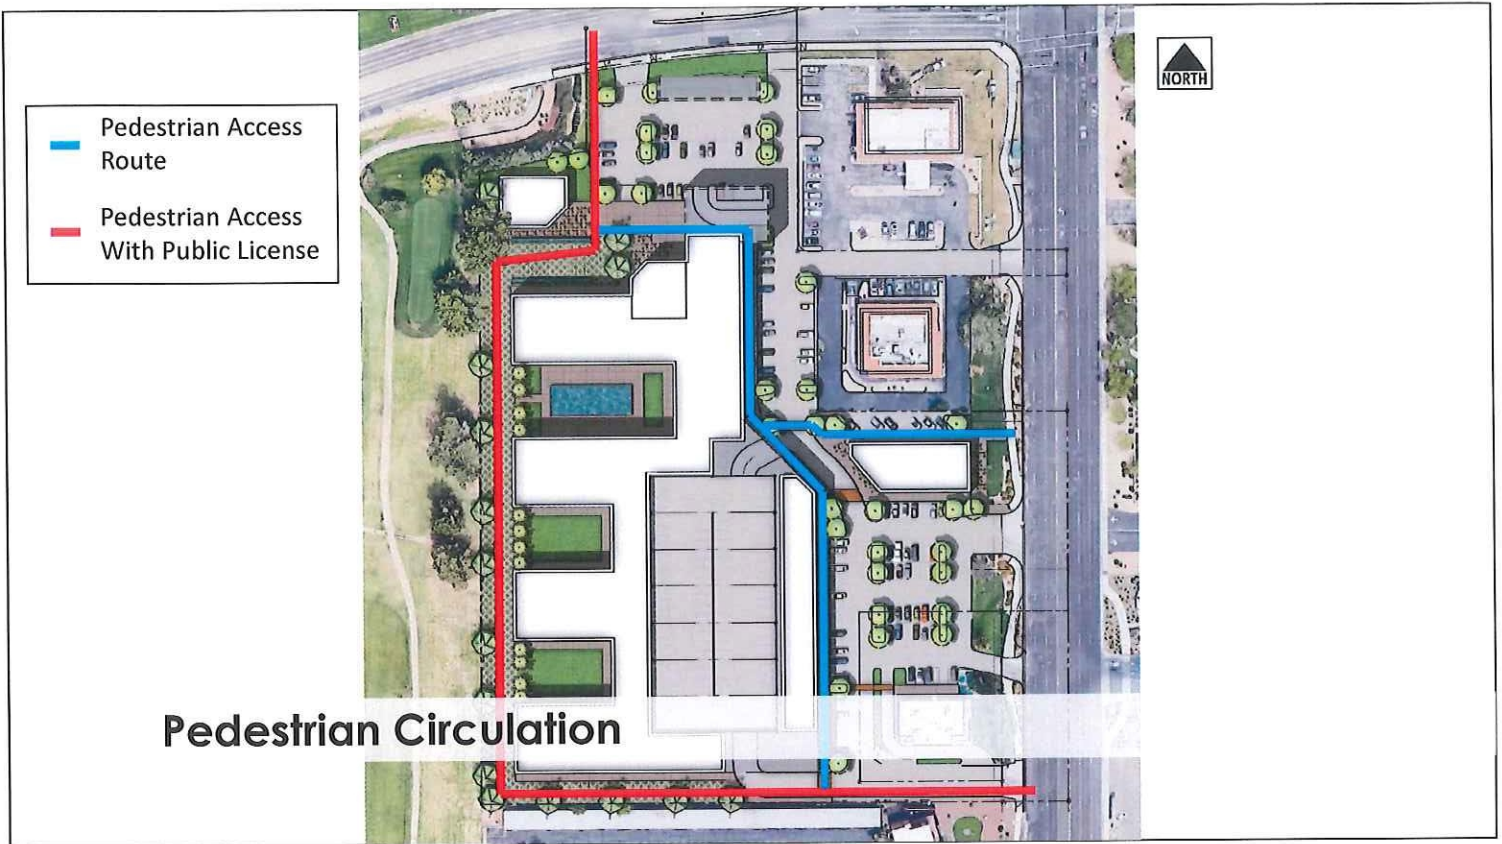 NORTH
Pedestrian Access
Route
Pedestrian Access
With Public License
Pedestrian Circulation